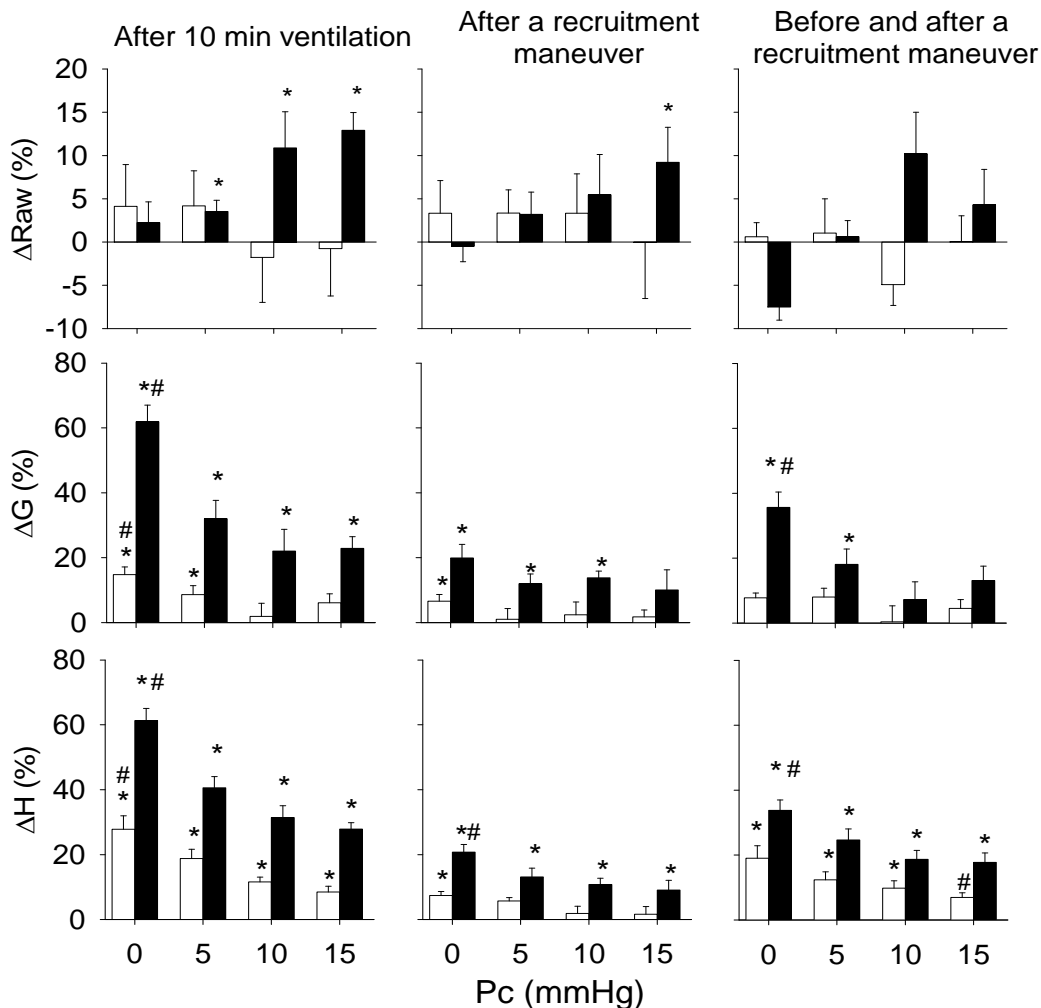 After 10 min ventilation
After a recruitment
maneuver
Before and after a
recruitment maneuver
ΔRaw (%)
20
15
10
5
0
-5
-10
* * *
*
ΔG (%)
80
60
40
20
0
*#
#
*
* * * *
* * * *
*#
*
ΔH (%)
80
60
40
20
0
*#
#
*
* * * * * *
*
*#
* * *
*
*#
* * * * *
#
*
0 5 10 15
0 5 10 15
0 5 10 15
Pc (mmHg)